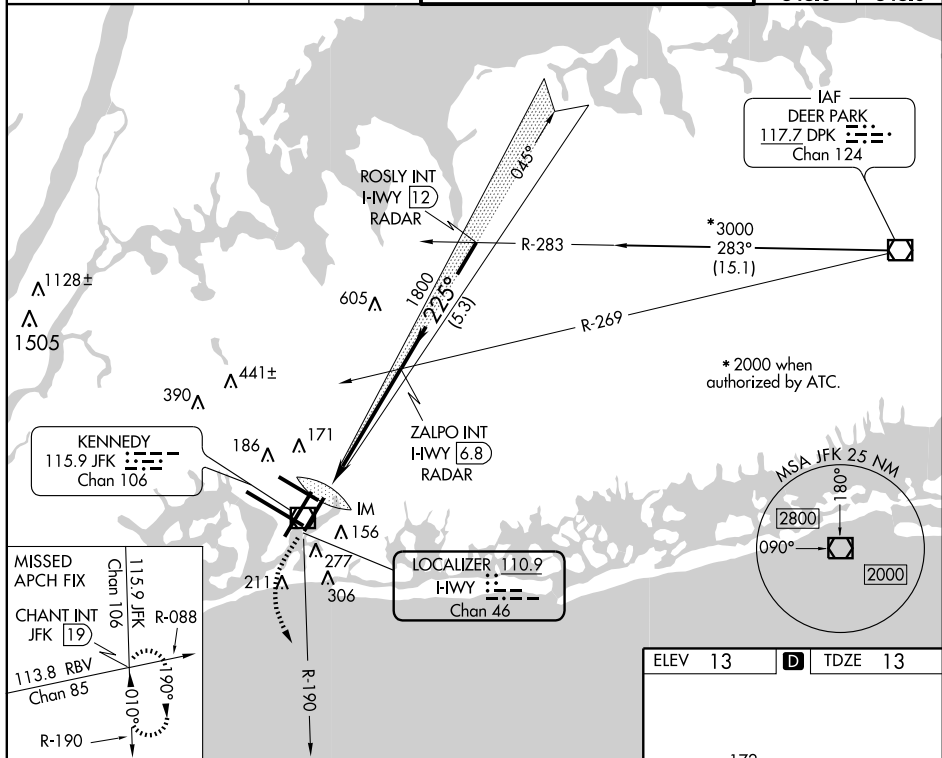 IAF
DEER PARK
117.7 DPK
Chan 124
ROSLY INT
I-IWY 12
RADAR
045°
R-283
*3000
283°
(15.1)
1128±
1505
605
1800
225°
(5.3)
R-269
* 2000 when
authorized by ATC.
441±
390
KENNEDY
115.9 JFK
Chan 106
186
171
ZALPO INT
I-IWY 6.8
RADAR
IM
156
277
211
306
LOCALIZER 110.9
I-IWY
Chan 46
R-190
MSA JFK 25 NM
180°
2800
090°
2000
MISSED
APCH FIX
CHANT INT
JFK 19
115.9 JFK
Chan 106
R-088
113.8 RBV
Chan 85
190°
010°
R-190
ELEV 13
D
TDZE 13